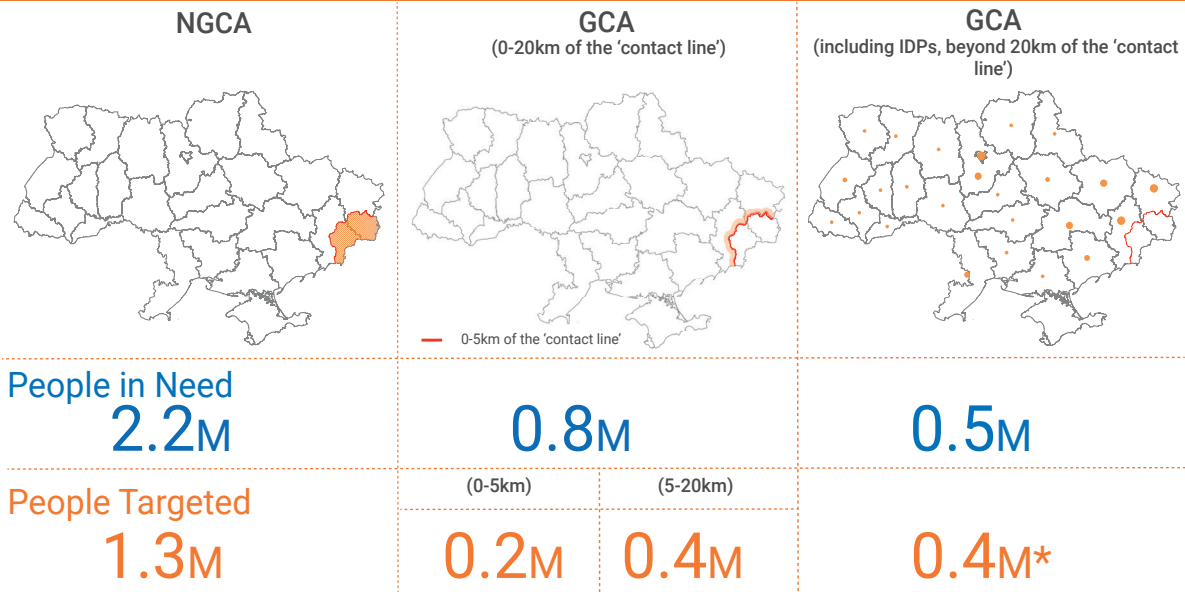 NGCA
GCA
(0-20km of the ‘contact line’)
GCA
(including IDPs, beyond 20km of the ‘contact
line’)
0-5km of the ‘contact line’
People in Need
2.2M
0.8M
0.5M
People Targeted
1.3M
(0-5km)
0.2M
(5-20km)
0.4M
0.4M*